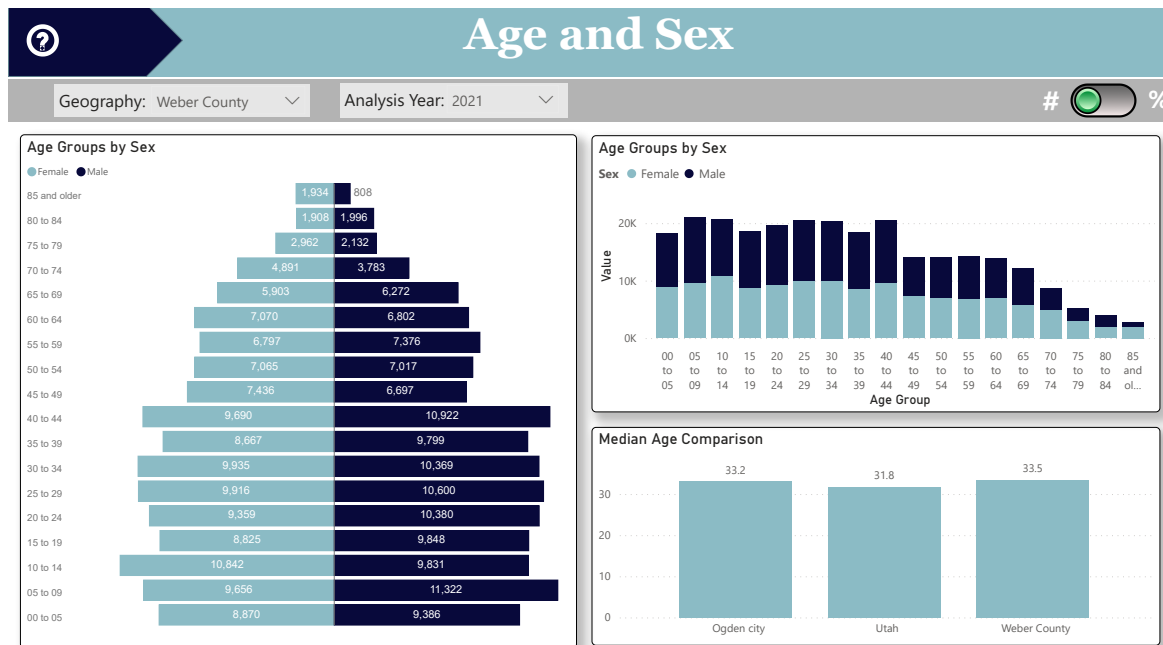 ?
Age and Sex
Geography: Weber County
Analysis Year: 2021
# %
Age Groups by Sex
Female Male
85 and older 1,934 808
80 to 84 1,908 1,996
75 to 79 2,962 2,132
70 to 74 4,891 3,783
65 to 69 5,903 6,272
60 to 64 7,070 6,802
55 to 59 6,797 7,376
50 to 54 7,065 7,017
45 to 49 7,436 6,697
40 to 44 9,690 10,922
35 to 39 8,667 9,799
30 to 34 9,935 10,369
25 to 29 9,916 10,600
20 to 24 9,359 10,380
15 to 19 8,825 9,848
10 to 14 10,842 9,831
05 to 09 9,656 11,322
00 to 05 8,870 9,386
Age Groups by Sex
Sex Female Male
Value
20K
10K
0K
00 05 10 15 20 25 30 35 40 45 50 55 60 65 70 75 80 85
to to to to to to to to to to to to to to to to to and
05 09 14 19 24 29 34 39 44 49 54 59 64 69 74 79 84 ol...
Age Group
Median Age Comparison
33.2 31.8 33.5
30
20
10
0
Ogden city Utah Weber County